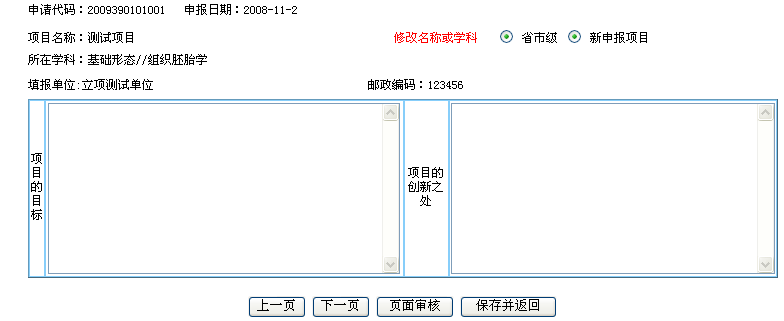 申请代码：2009390101001 申报日期：2008-11-2
项目名称：测试项目 修改名称或学科 省市级 新申报项目
所在学科：基础形态//组织胚胎学
填报单位:立项测试单位 邮政编码：123456
项
目
的
目
标
项目的
创新之
处
上一页 下一页 页面审核 保存并返回